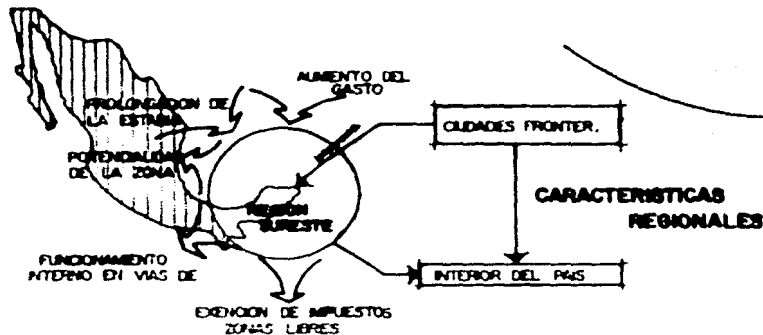 AUMENTO DEL
GASTO
PROLONGACION DE
LA ESTADIA
POTENCIALIDAD
DE LA ZONA
CIUDADES FRONTER.
CARACTERISTICAS
REGIONALES
REGION
SURESTE
FUNCIONAMIENTO
INTERNO EN VIAS DE
INTERIOR DEL PAIS
EXENCION DE IMPUESTOS
ZONAS LIBRES